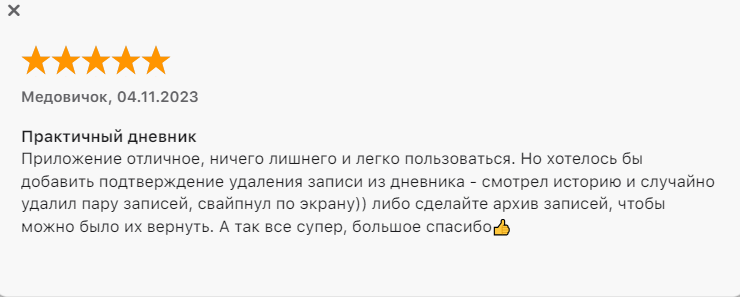 Медовичок, 04.11.2023
Практичный дневник
Приложение отличное, ничего лишнего и легко пользоваться. Но хотелось бы
добавить подтверждение удаления записи из дневника - смотрел историю и случайно
удалил пару записей, свайпнул по экрану)) либо сделайте архив записей, чтобы
можно было их вернуть. А так все супер, большое спасибо👍